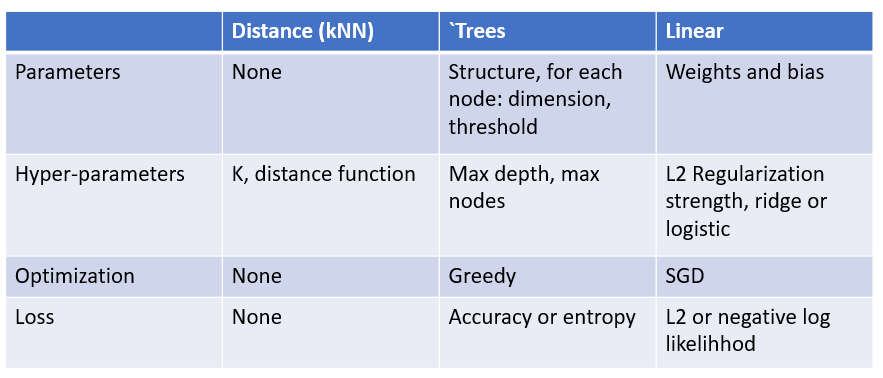 Distance (kNN) `Trees Linear
Parameters None Structure, for each Weights and bias
node: dimension,
threshold
Hyper-parameters K, distance function Max depth, max L2 Regularization
nodes strength, ridge or
logistic
Optimization None Greedy SGD
Loss None Accuracy or entropy L2 or negative log
likelihhod